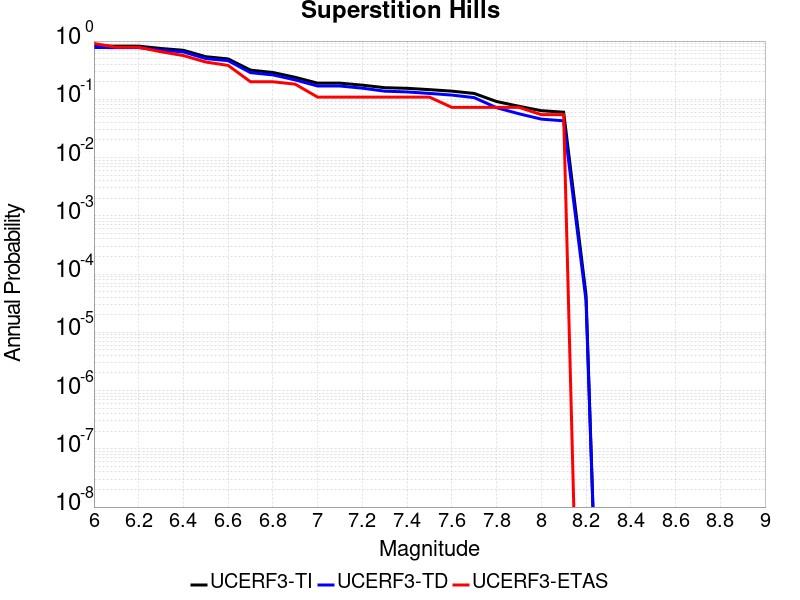 Superstition Hills
10^0
10^-1
10^-2
10^-3
10^-4
10^-5
10^-6
10^-7
10^-8
Annual Probability
6 6.2 6.4 6.6 6.8 7 7.2 7.4 7.6 7.8 8 8.2 8.4 8.6 8.8 9
Magnitude
UCERF3-TI UCERF3-TD UCERF3-ETAS